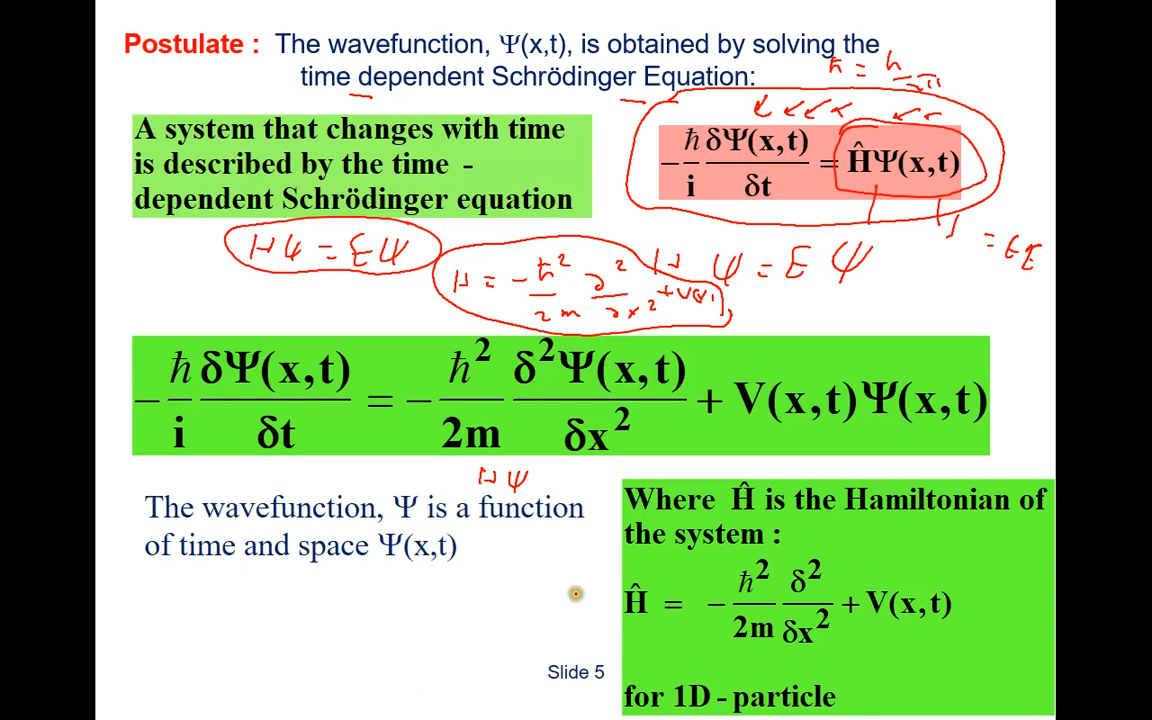 Postulate : The wavefunction, Ψ(x,t), is obtained by solving the
time dependent Schrödinger Equation:
ħ = h / 2π
A system that changes with time
is described by the time -
dependent Schrödinger equation
− ħ/i δΨ(x,t)/δt = ĤΨ(x,t)
= EΨ
Hψ = EΨ
H = − ħ²/2m ∂²/∂x² + V(x)
H ψ = E Ψ
− ħ/i δΨ(x,t)/δt = − ħ²/2m δ²Ψ(x,t)/δx² + V(x,t)Ψ(x,t)
H Ψ
The wavefunction, Ψ is a function
of time and space Ψ(x,t)
Where Ĥ is the Hamiltonian of
the system :
Ĥ = − ħ²/2m δ²/δx² + V(x,t)
for 1D - particle
Slide 5